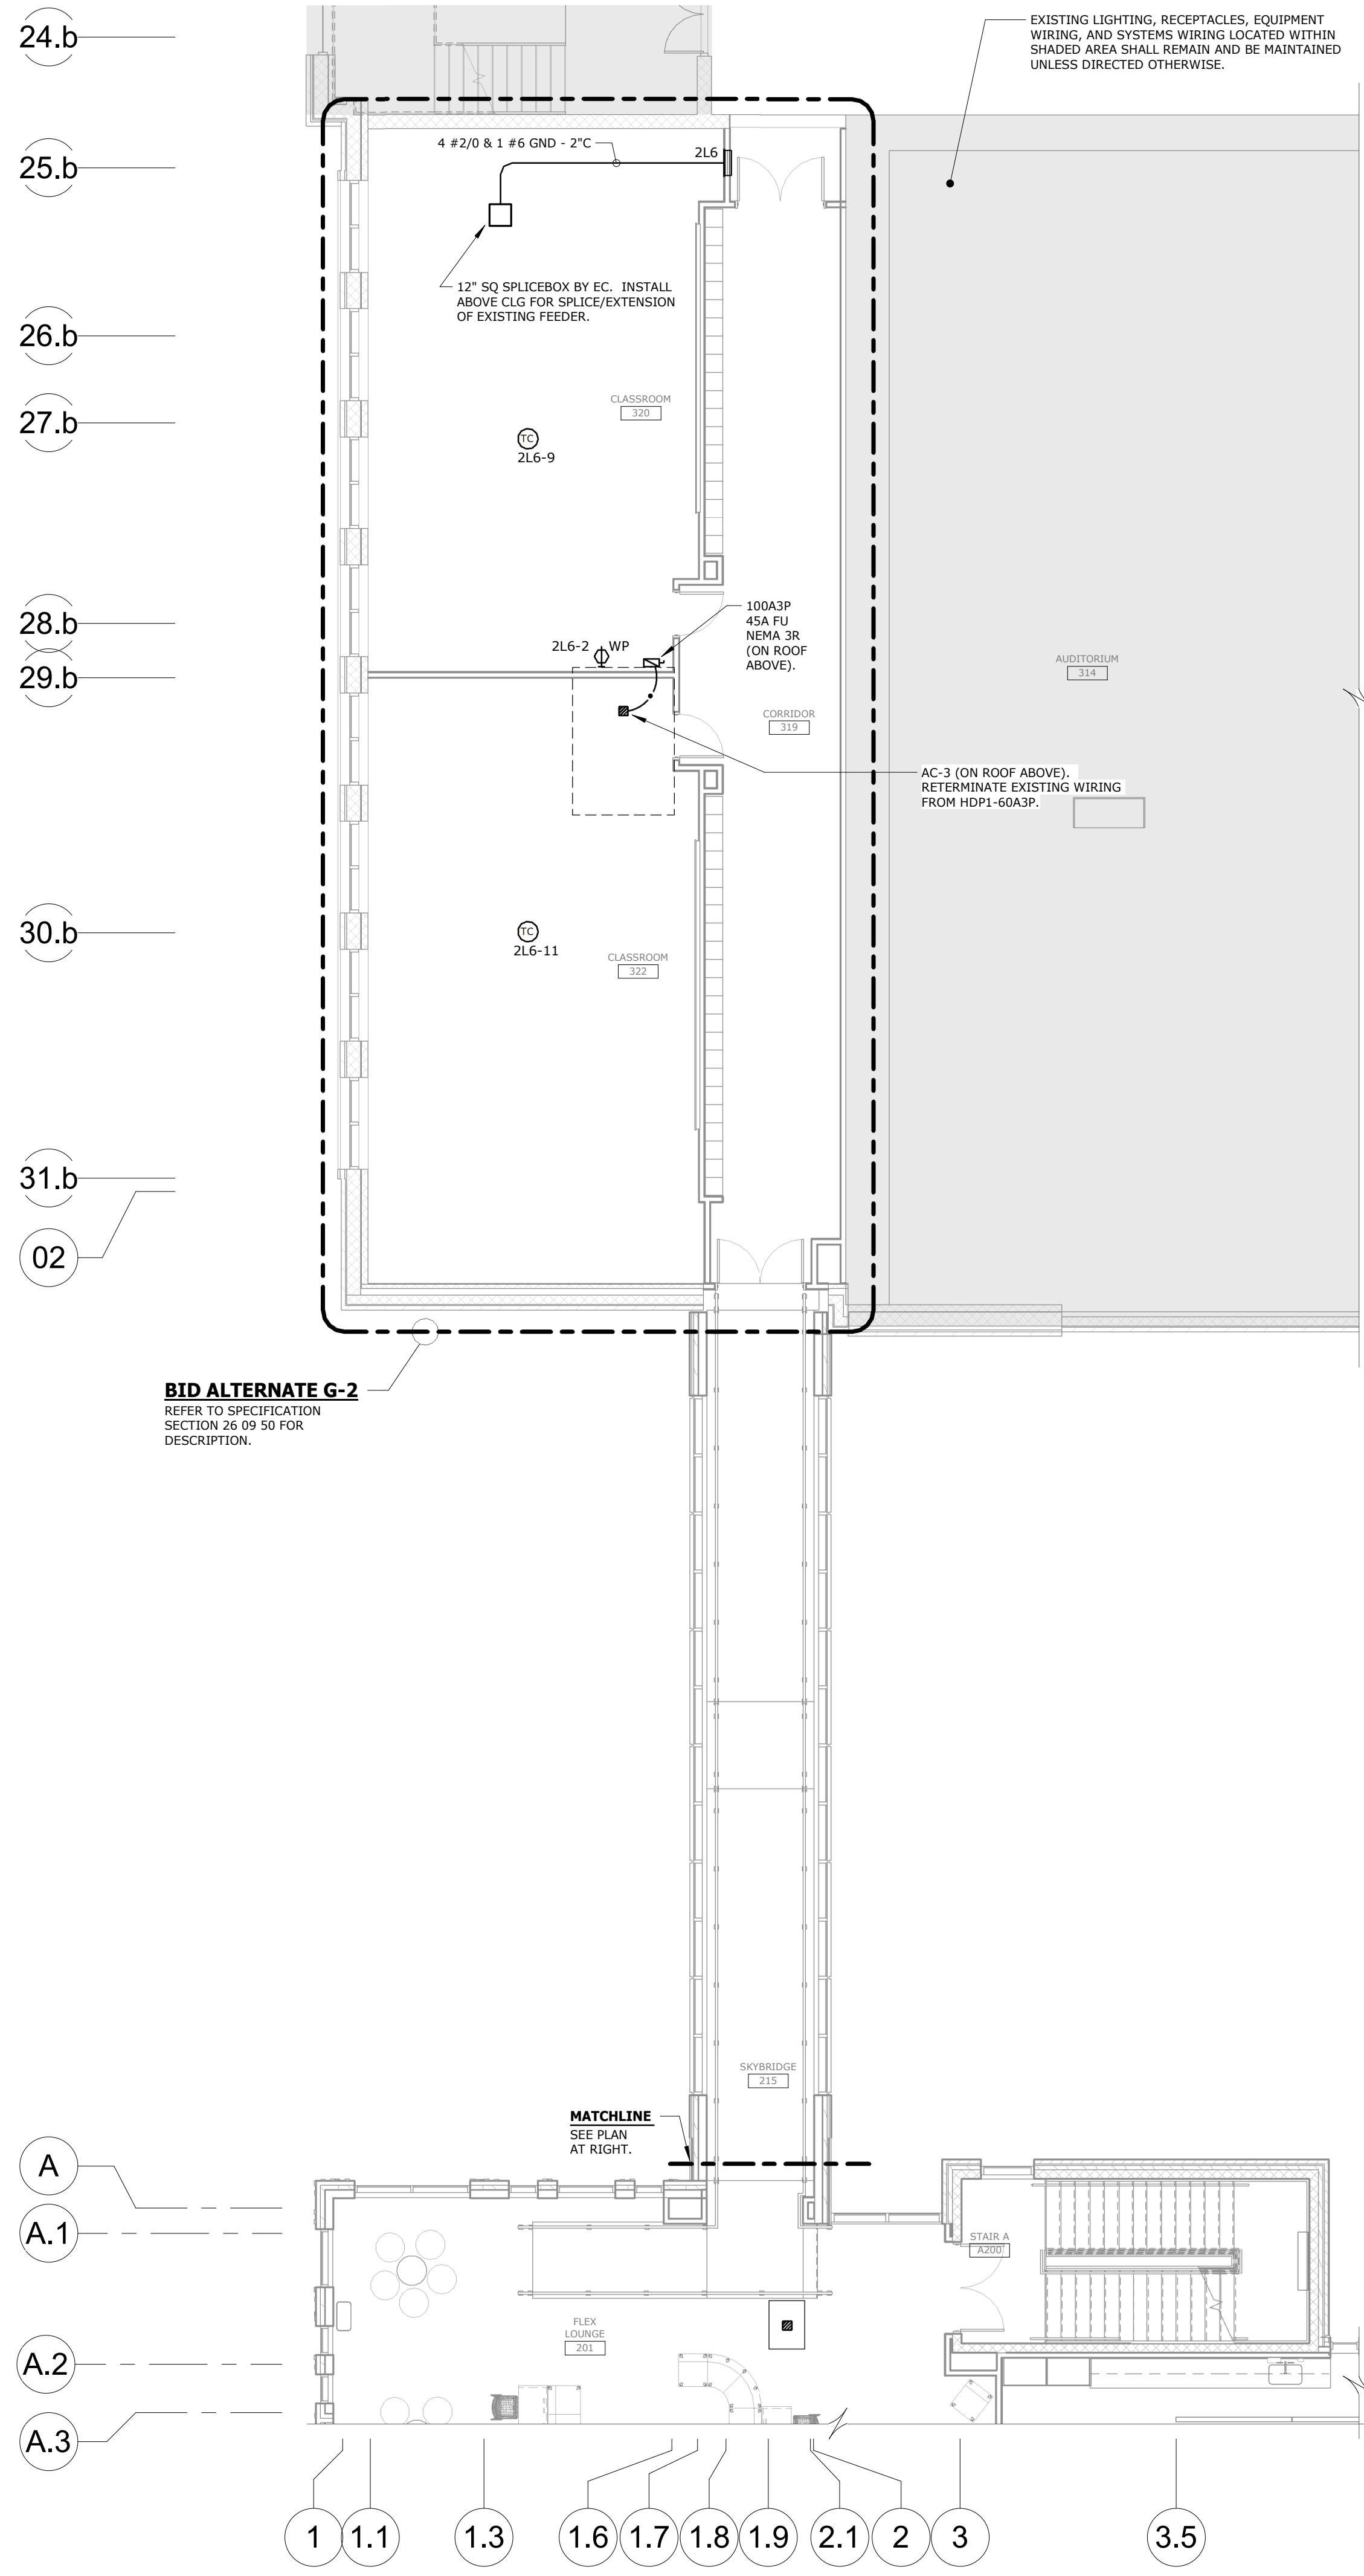 24.b
EXISTING LIGHTING, RECEPTACLES, EQUIPMENT
WIRING, AND SYSTEMS WIRING LOCATED WITHIN
SHADED AREA SHALL REMAIN AND BE MAINTAINED
UNLESS DIRECTED OTHERWISE.
25.b
4 #2/0 & 1 #6 GND - 2"C
2L6
12" SQ SPLICEBOX BY EC. INSTALL
ABOVE CLG FOR SPLICE/EXTENSION
OF EXISTING FEEDER.
26.b
27.b
CLASSROOM
320
TC
2L6-9
28.b
29.b
2L6-2
WP
100A3P
45A FU
NEMA 3R
(ON ROOF
ABOVE).
AUDITORIUM
314
CORRIDOR
319
AC-3 (ON ROOF ABOVE).
RETERMINATE EXISTING WIRING
FROM HDP1-60A3P.
30.b
TC
2L6-11
CLASSROOM
322
31.b
02
BID ALTERNATE G-2
REFER TO SPECIFICATION
SECTION 26 09 50 FOR
DESCRIPTION.
SKYBRIDGE
215
MATCHLINE
SEE PLAN
AT RIGHT.
A
A.1
STAIR A
A200
FLEX
LOUNGE
201
A.2
A.3
1
1.1
1.3
1.6
1.7
1.8
1.9
2.1
2
3
3.5